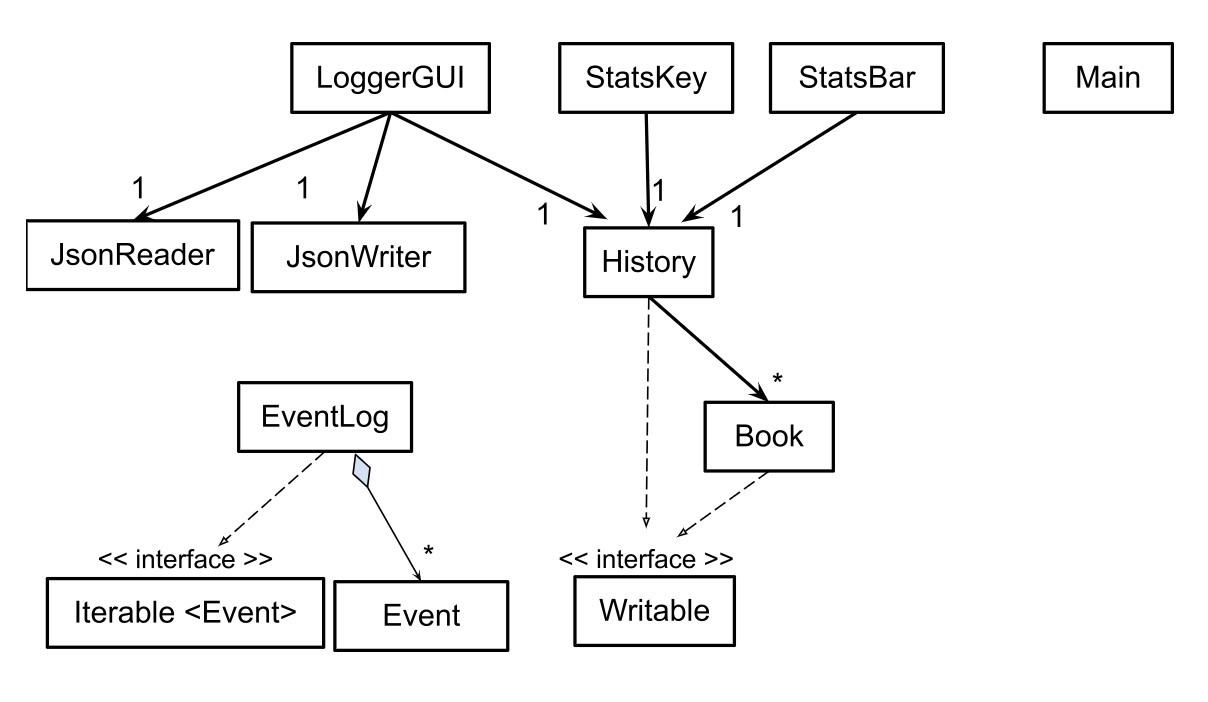 LoggerGUI
StatsKey
StatsBar
Main
1
1
1
1
1
JsonReader
JsonWriter
History
*
EventLog
Book
*
<< interface >>
<< interface >>
Iterable <Event>
Event
Writable